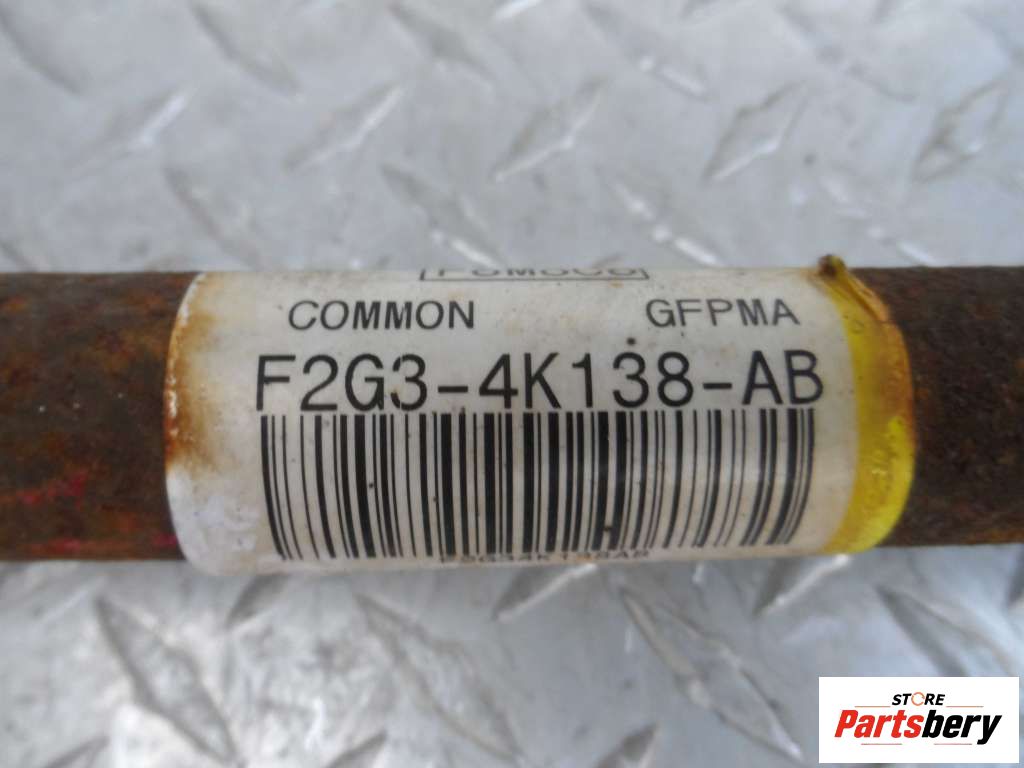 COMMON GFPMA
F2G3-4K138-AB
STORE
Partsbery